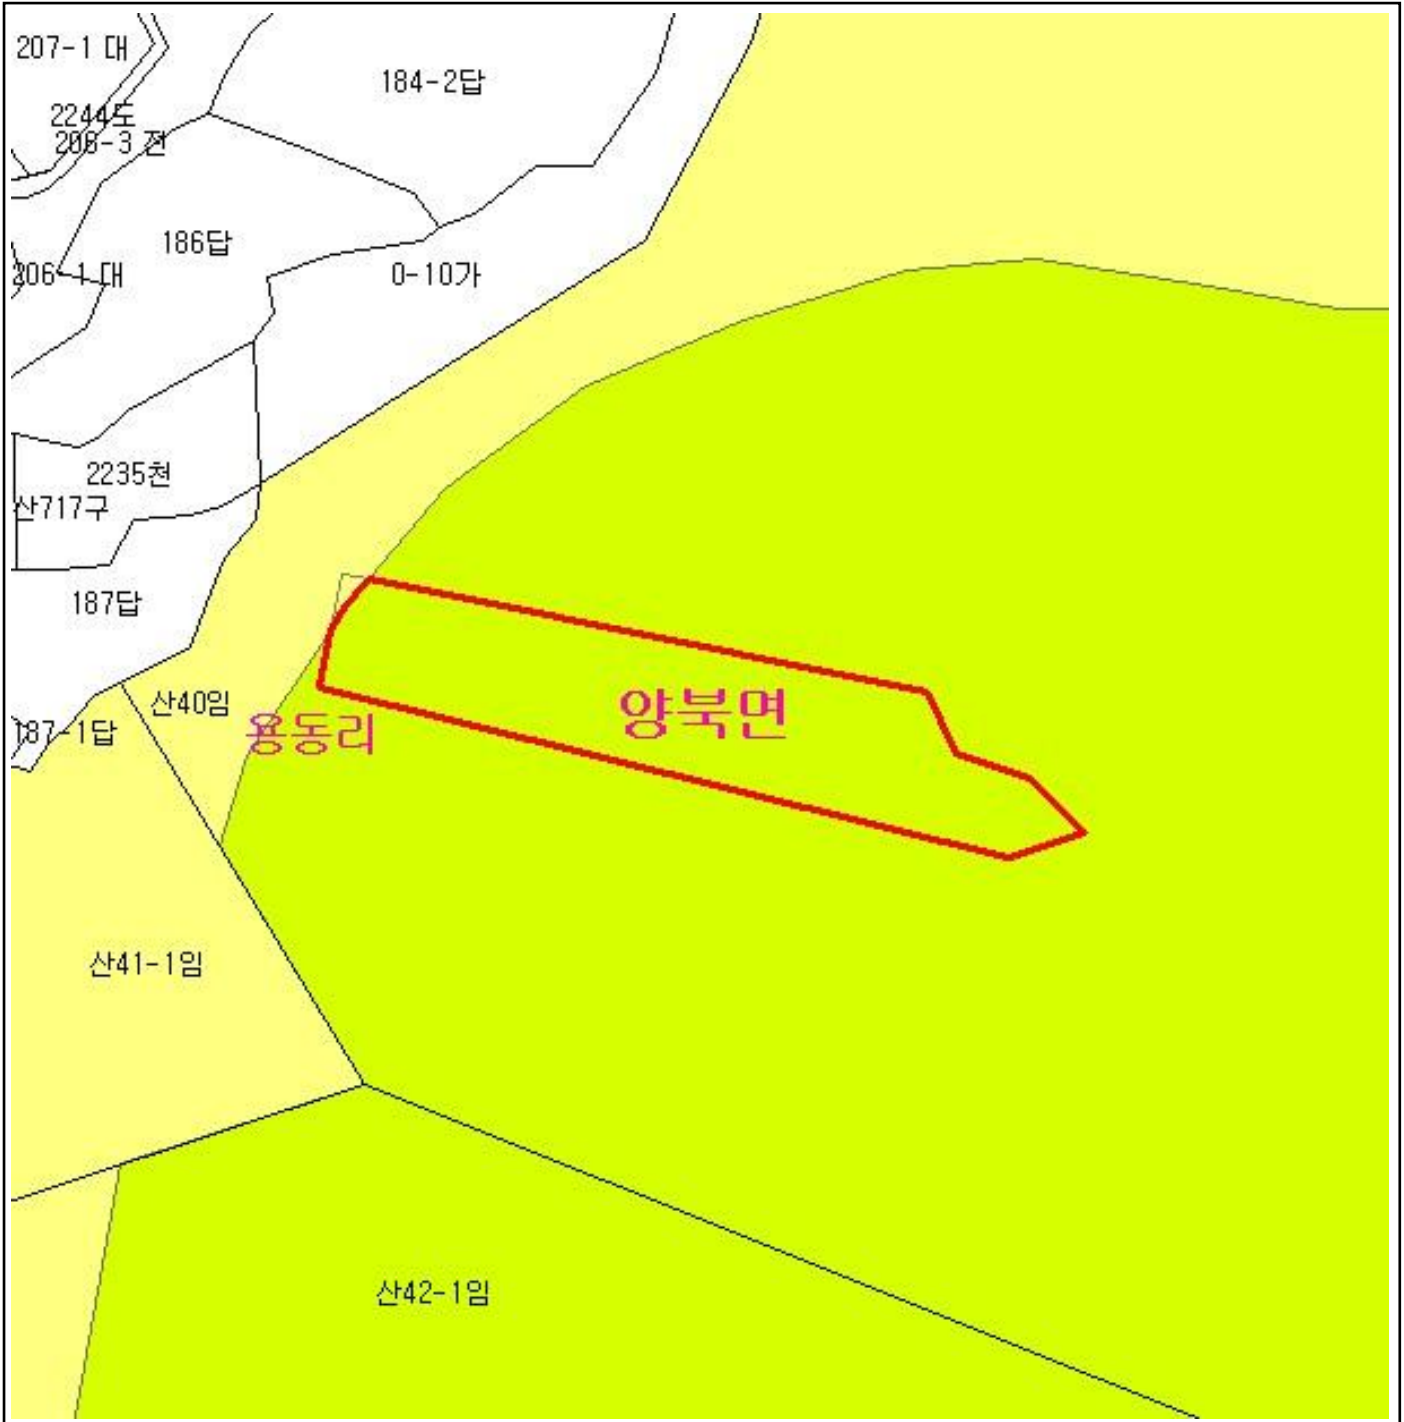 207-1 대
184-2답
2244도
206-3 전
186답
206-1 대
0-10가
2235천
산717구
187답
산40임
양북면
용동리
187-1답
산41-1임
산42-1임